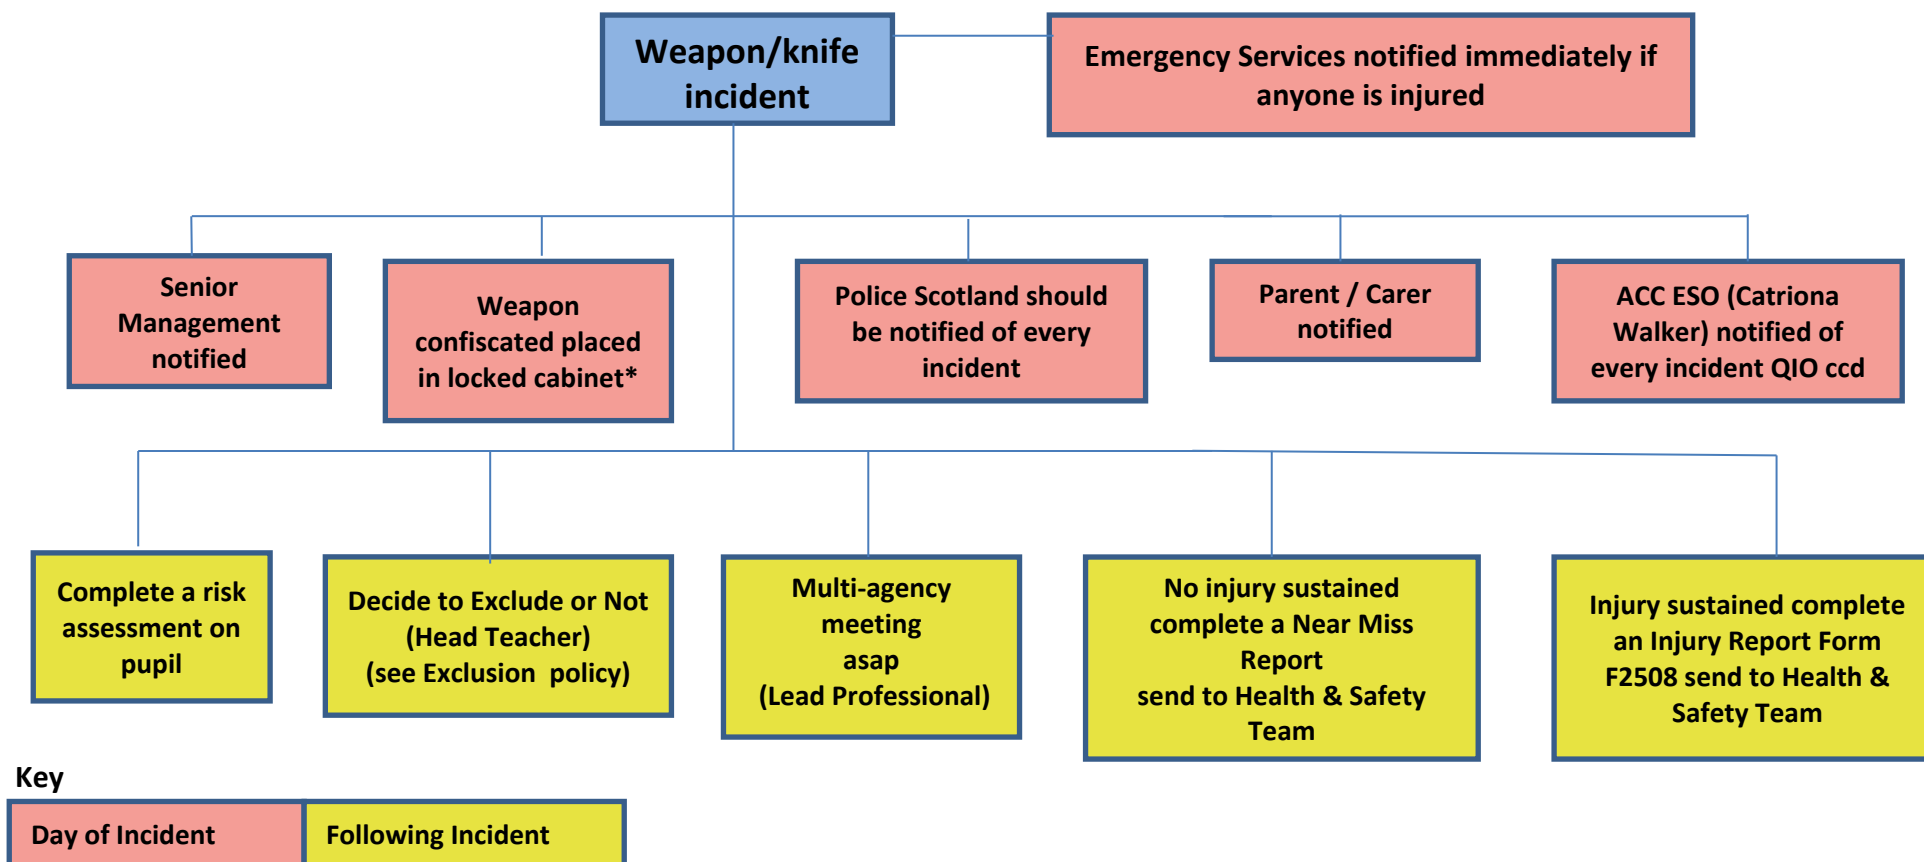 Weapon/knife
incident
Emergency Services notified immediately if
anyone is injured
Senior
Management
notified
Weapon
confiscated placed
in locked cabinet*
Police Scotland should
be notified of every
incident
Parent / Carer
notified
ACC ESO (Catriona
Walker) notified of
every incident QIO ccd
Complete a risk
assessment on
pupil
Decide to Exclude or Not
(Head Teacher)
(see Exclusion policy)
Multi-agency
meeting
asap
(Lead Professional)
No injury sustained
complete a Near Miss
Report
send to Health & Safety
Team
Injury sustained complete
an Injury Report Form
F2508 send to Health &
Safety Team
Key
Day of Incident
Following Incident